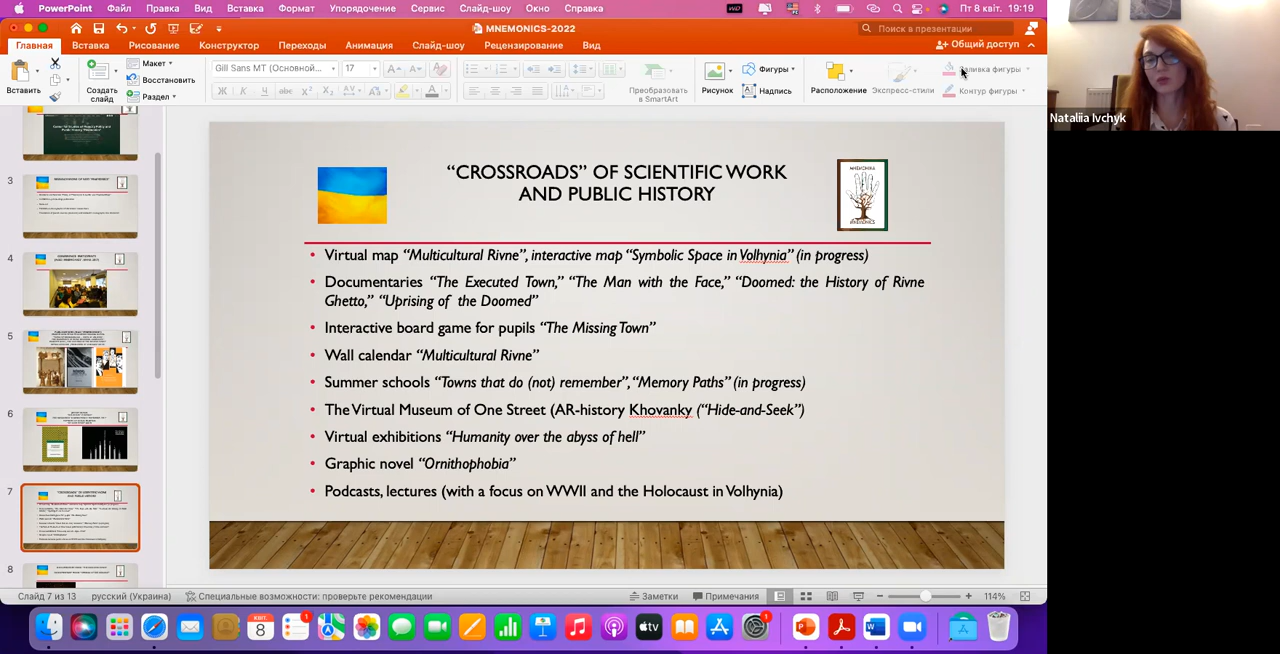 PowerPoint Файл Правка Вид Вставка Формат Упорядочение Сервис Слайд-шоу Окно Справка Пт 8 квіт. 19:19
MNEMONICS-2022
Поиск в презентации
Главная Вставка Рисование Конструктор Переходы Анимация Слайд-шоу Рецензирование Вид
Общий доступ
Вставить
Создать слайд
Макет
Восстановить
Раздел
Gill Sans MT (Основной... 17
Преобразовать в SmartArt
Рисунок
Фигуры
Надпись
Расположение
Экспресс-стили
Заливка фигуры
Контур фигуры
Nataliia Ivchyk
“CROSSROADS” OF SCIENTIFIC WORK
AND PUBLIC HISTORY
MNEMONICS
• Virtual map “Multicultural Rivne”, interactive map “Symbolic Space in Volhynia” (in progress)
• Documentaries “The Executed Town,” “The Man with the Face,” “Doomed: the History of Rivne
Ghetto,” “Uprising of the Doomed”
• Interactive board game for pupils “The Missing Town”
• Wall calendar “Multicultural Rivne”
• Summer schools “Towns that do (not) remember”, “Memory Paths” (in progress)
• The Virtual Museum of One Street (AR-history Khovanky (“Hide-and-Seek”)
• Virtual exhibitions “Humanity over the abyss of hell”
• Graphic novel “Ornithophobia”
• Podcasts, lectures (with a focus on WWII and the Holocaust in Volhynia)
3
4
5
6
7
8
Слайд 7 из 13 русский (Украина) Специальные возможности: проверьте рекомендации Заметки Примечания 114%